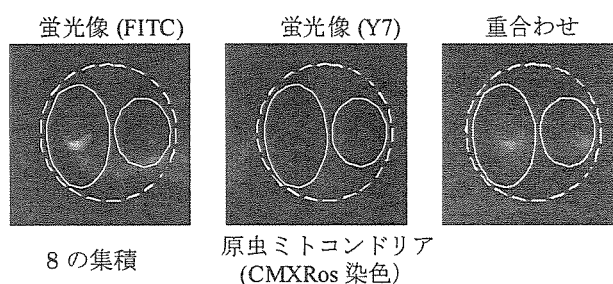 蛍光像 (FITC)
蛍光像 (Y7)
重合わせ
8 の集積
原虫ミトコンドリア
(CMXRos 染色)